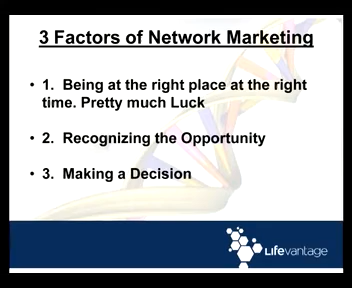 3 Factors of Network Marketing
• 1. Being at the right place at the right
time. Pretty much Luck
• 2. Recognizing the Opportunity
• 3. Making a Decision
Lifevantage